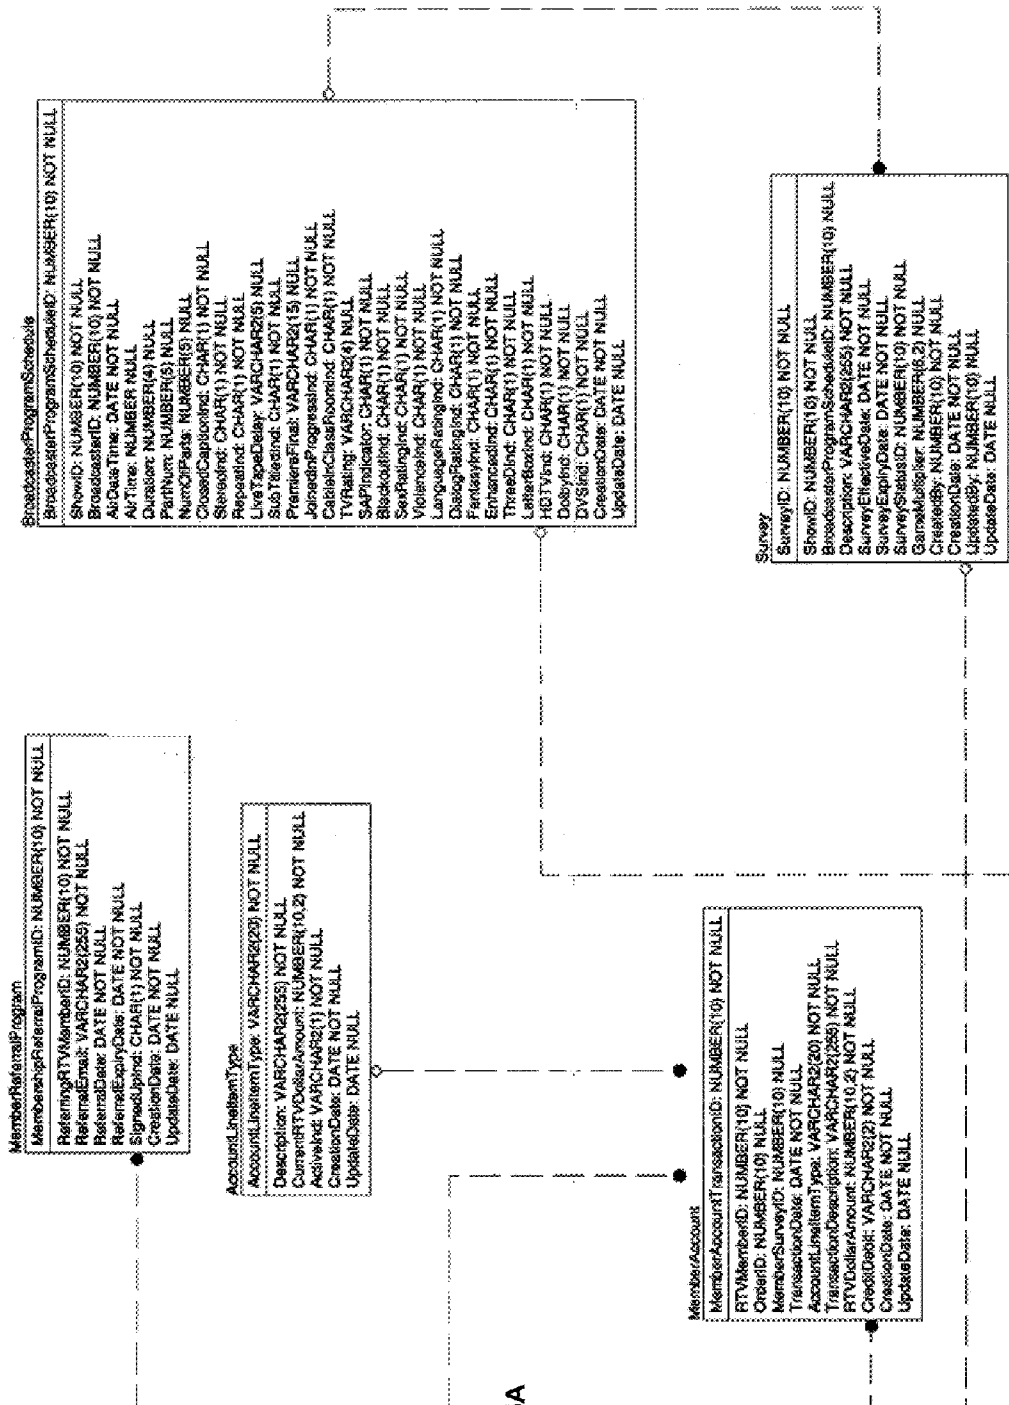 MemberReferralProgram
MembershipReferralProgramID: NUMBER(10) NOT NULL
ReferringRTVMemberID: NUMBER(10) NOT NULL
ReferralEmail: VARCHAR2(255) NOT NULL
ReferralDate: DATE NOT NULL
ReferralExpiryDate: DATE NOT NULL
SignedUpInd: CHAR(1) NOT NULL
CreationDate: DATE NOT NULL
UpdateDate: DATE NULL
BroadcasterProgramSchedule
BroadcasterProgramScheduleID: NUMBER(10) NOT NULL
ShowID: NUMBER(10) NOT NULL
BroadcasterID: NUMBER(10) NOT NULL
AirDateTime: DATE NOT NULL
AirTime: NUMBER NULL
Duration: NUMBER(4) NULL
PartNum: NUMBER(5) NULL
NumOfParts: NUMBER(5) NULL
ClosedCaptionInd: CHAR(1) NOT NULL
StereoInd: CHAR(1) NOT NULL
RepeatInd: CHAR(1) NOT NULL
LiveTapeDelay: VARCHAR2(5) NULL
SubTitledInd: CHAR(1) NOT NULL
PremiereFinal: VARCHAR2(15) NULL
JoinedInProgressInd: CHAR(1) NOT NULL
CableInClassRoomInd: CHAR(1) NOT NULL
TVRating: VARCHAR2(4) NULL
SAPIndicator: CHAR(1) NOT NULL
BlackoutInd: CHAR(1) NOT NULL
SexRatingInd: CHAR(1) NOT NULL
ViolenceInd: CHAR(1) NOT NULL
LanguageRatingInd: CHAR(1) NOT NULL
DialogRatingInd: CHAR(1) NOT NULL
FantasyInd: CHAR(1) NOT NULL
EnhancedInd: CHAR(1) NOT NULL
ThreeDInd: CHAR(1) NOT NULL
LetterBoxInd: CHAR(1) NOT NULL
HDTVInd: CHAR(1) NOT NULL
DolbyInd: CHAR(1) NOT NULL
DVSInd: CHAR(1) NOT NULL
CreationDate: DATE NOT NULL
UpdateDate: DATE NULL
AccountLineItemType
AccountLineItemType: VARCHAR2(20) NOT NULL
Description: VARCHAR2(255) NOT NULL
CurrentRTVDollarAmount: NUMBER(10,2) NOT NULL
ActiveInd: VARCHAR2(1) NOT NULL
CreationDate: DATE NOT NULL
UpdateDate: DATE NULL
MemberAccount
MemberAccountTransactionID: NUMBER(10) NOT NULL
RTVMemberID: NUMBER(10) NOT NULL
OrderID: NUMBER(10) NULL
MemberSurveyID: NUMBER(10) NULL
TransactionDate: DATE NOT NULL
AccountLineItemType: VARCHAR2(20) NOT NULL
TransactionDescription: VARCHAR2(255) NOT NULL
RTVDollarAmount: NUMBER(10,2) NOT NULL
CreditDebit: VARCHAR2(2) NOT NULL
CreationDate: DATE NOT NULL
UpdateDate: DATE NULL
Survey
SurveyID: NUMBER(10) NOT NULL
ShowID: NUMBER(10) NOT NULL
BroadcasterProgramScheduleID: NUMBER(10) NULL
Description: VARCHAR2(255) NOT NULL
SurveyEffectiveDate: DATE NOT NULL
SurveyExpiryDate: DATE NOT NULL
SurveyStatusID: NUMBER(10) NOT NULL
GameMultiplier: NUMBER(5,2) NULL
CreatedBy: NUMBER(10) NOT NULL
CreationDate: DATE NOT NULL
UpdatedBy: NUMBER(10) NULL
UpdateDate: DATE NULL